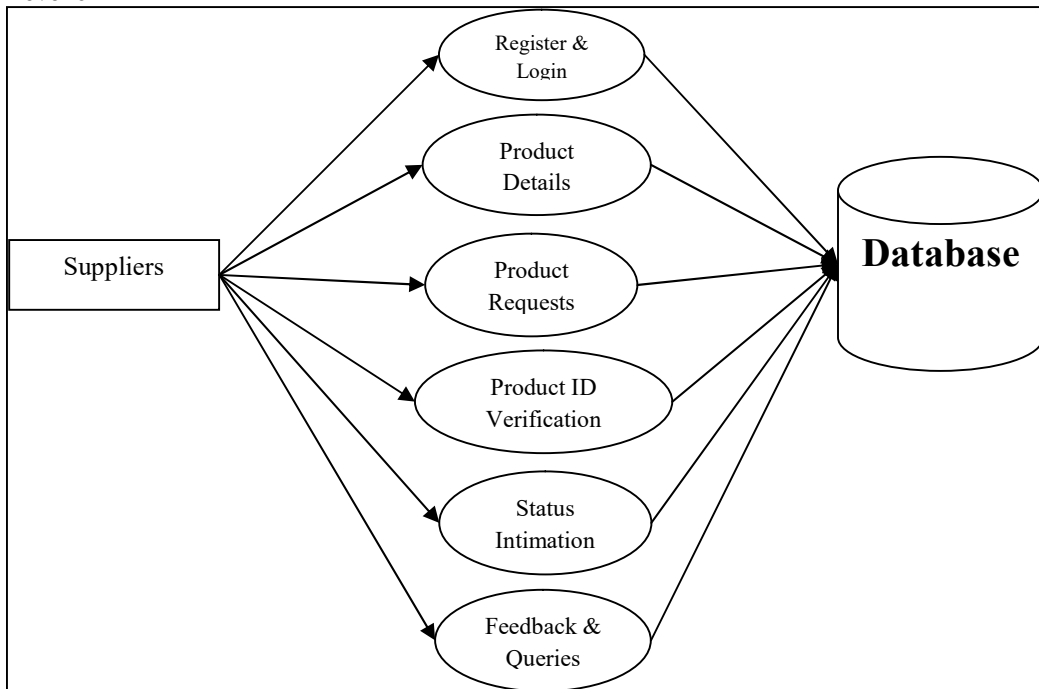 Register &
Login
Product
Details
Suppliers
Product
Requests
Database
Product ID
Verification
Status
Intimation
Feedback &
Queries